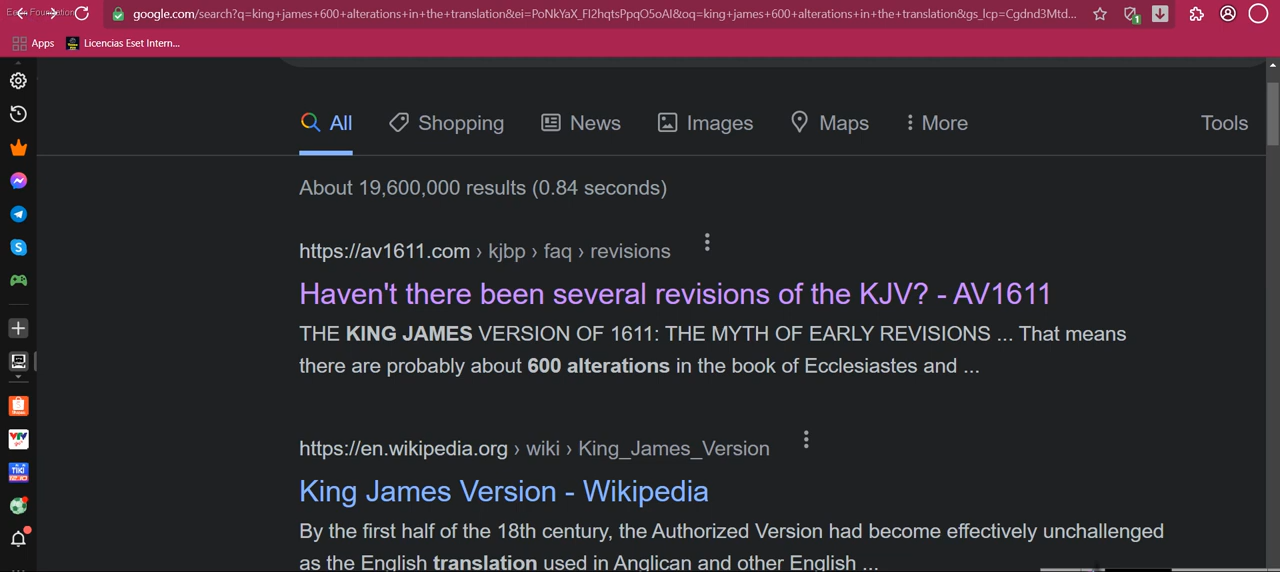 Earth Foundation
google.com/search?q=king+james+600+alterations+in+the+translation&ei=PoNkYaX_FI2hqtsPpqO5oAI&oq=king+james+600+alterations+in+the+translation&gs_lcp=Cgdnd3Mtd...
Apps Licencias Eset Intern...
All Shopping News Images Maps More Tools
About 19,600,000 results (0.84 seconds)
https://av1611.com › kjbp › faq › revisions
Haven't there been several revisions of the KJV? - AV1611
THE KING JAMES VERSION OF 1611: THE MYTH OF EARLY REVISIONS ... That means
there are probably about 600 alterations in the book of Ecclesiastes and ...
https://en.wikipedia.org › wiki › King_James_Version
King James Version - Wikipedia
By the first half of the 18th century, the Authorized Version had become effectively unchallenged
as the English translation used in Anglican and other English ...